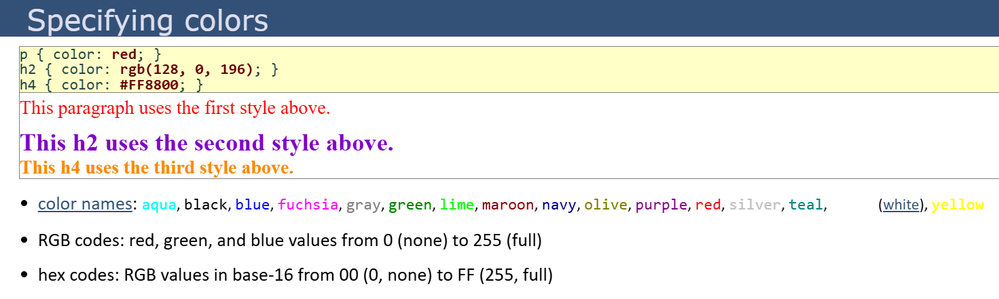 Specifying colors
p { color: red; }
h2 { color: rgb(128, 0, 196); }
h4 { color: #FF8800; }
This paragraph uses the first style above.
This h2 uses the second style above.
This h4 uses the third style above.
• color names: aqua, black, blue, fuchsia, gray, green, lime, maroon, navy, olive, purple, red, silver, teal, (white), yellow
• RGB codes: red, green, and blue values from 0 (none) to 255 (full)
• hex codes: RGB values in base-16 from 00 (0, none) to FF (255, full)